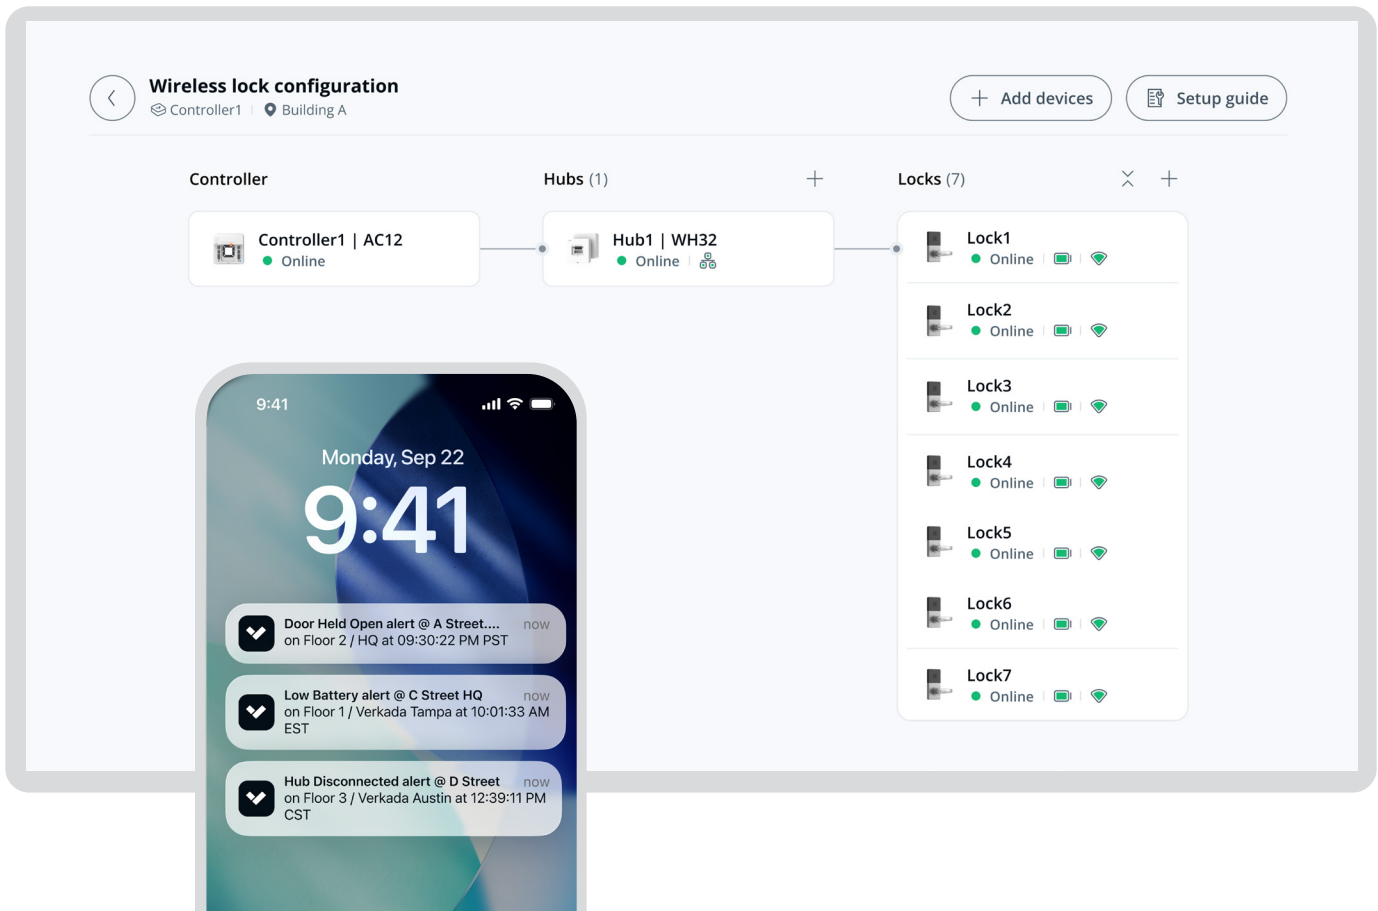 Wireless lock configuration
Controller1 Building A
Add devices
Setup guide
Controller
Hubs (1)
Locks (7)
Controller1 | AC12
Online
Hub1 | WH32
Online
Lock1
Online
Lock2
Online
Lock3
Online
Lock4
Online
Lock5
Online
Lock6
Online
Lock7
Online
9:41
Monday, Sep 22
9:41
Door Held Open alert @ A Street.... now
on Floor 2 / HQ at 09:30:22 PM PST
Low Battery alert @ C Street HQ now
on Floor 1 / Verkada Tampa at 10:01:33 AM
EST
Hub Disconnected alert @ D Street now
on Floor 3 / Verkada Austin at 12:39:11 PM
CST